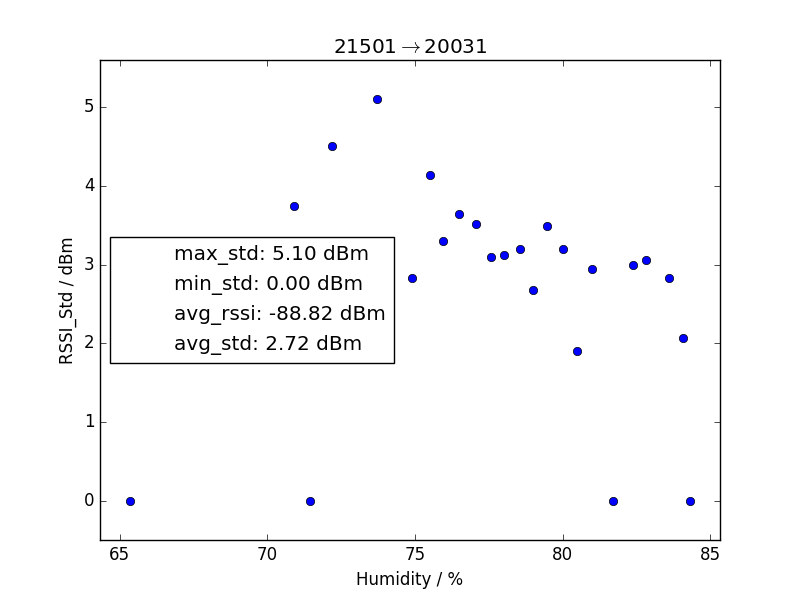 21501→20031
RSSI_Std / dBm
5
4
3
2
1
0
max_std: 5.10 dBm
min_std: 0.00 dBm
avg_rssi: -88.82 dBm
avg_std: 2.72 dBm
65 70 75 80 85
Humidity / %